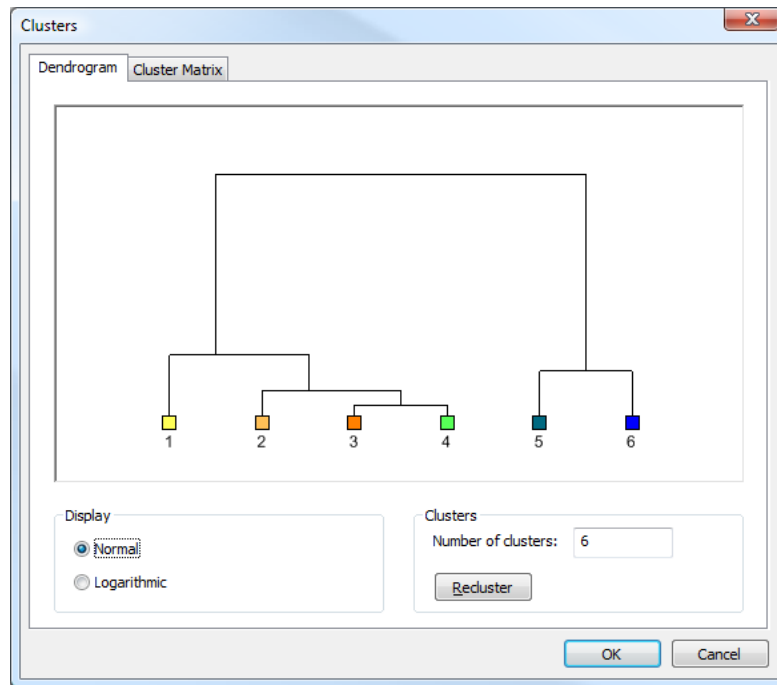 Clusters
Dendrogram Cluster Matrix
1 2 3 4 5 6
Display
Normal
Logarithmic
Clusters
Number of clusters: 6
Recluster
OK Cancel